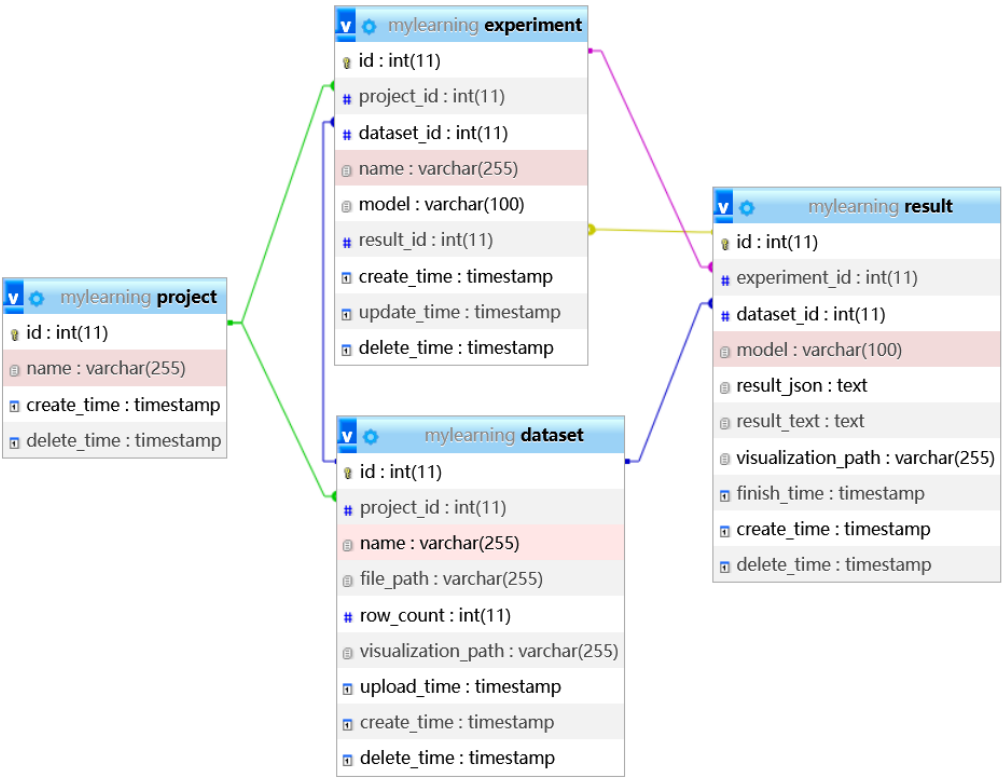 mylearning experiment
id : int(11)
project_id : int(11)
dataset_id : int(11)
name : varchar(255)
model : varchar(100)
result_id : int(11)
create_time : timestamp
update_time : timestamp
delete_time : timestamp
mylearning result
id : int(11)
experiment_id : int(11)
dataset_id : int(11)
model : varchar(100)
result_json : text
result_text : text
visualization_path : varchar(255)
finish_time : timestamp
create_time : timestamp
delete_time : timestamp
mylearning project
id : int(11)
name : varchar(255)
create_time : timestamp
delete_time : timestamp
mylearning dataset
id : int(11)
project_id : int(11)
name : varchar(255)
file_path : varchar(255)
row_count : int(11)
visualization_path : varchar(255)
upload_time : timestamp
create_time : timestamp
delete_time : timestamp